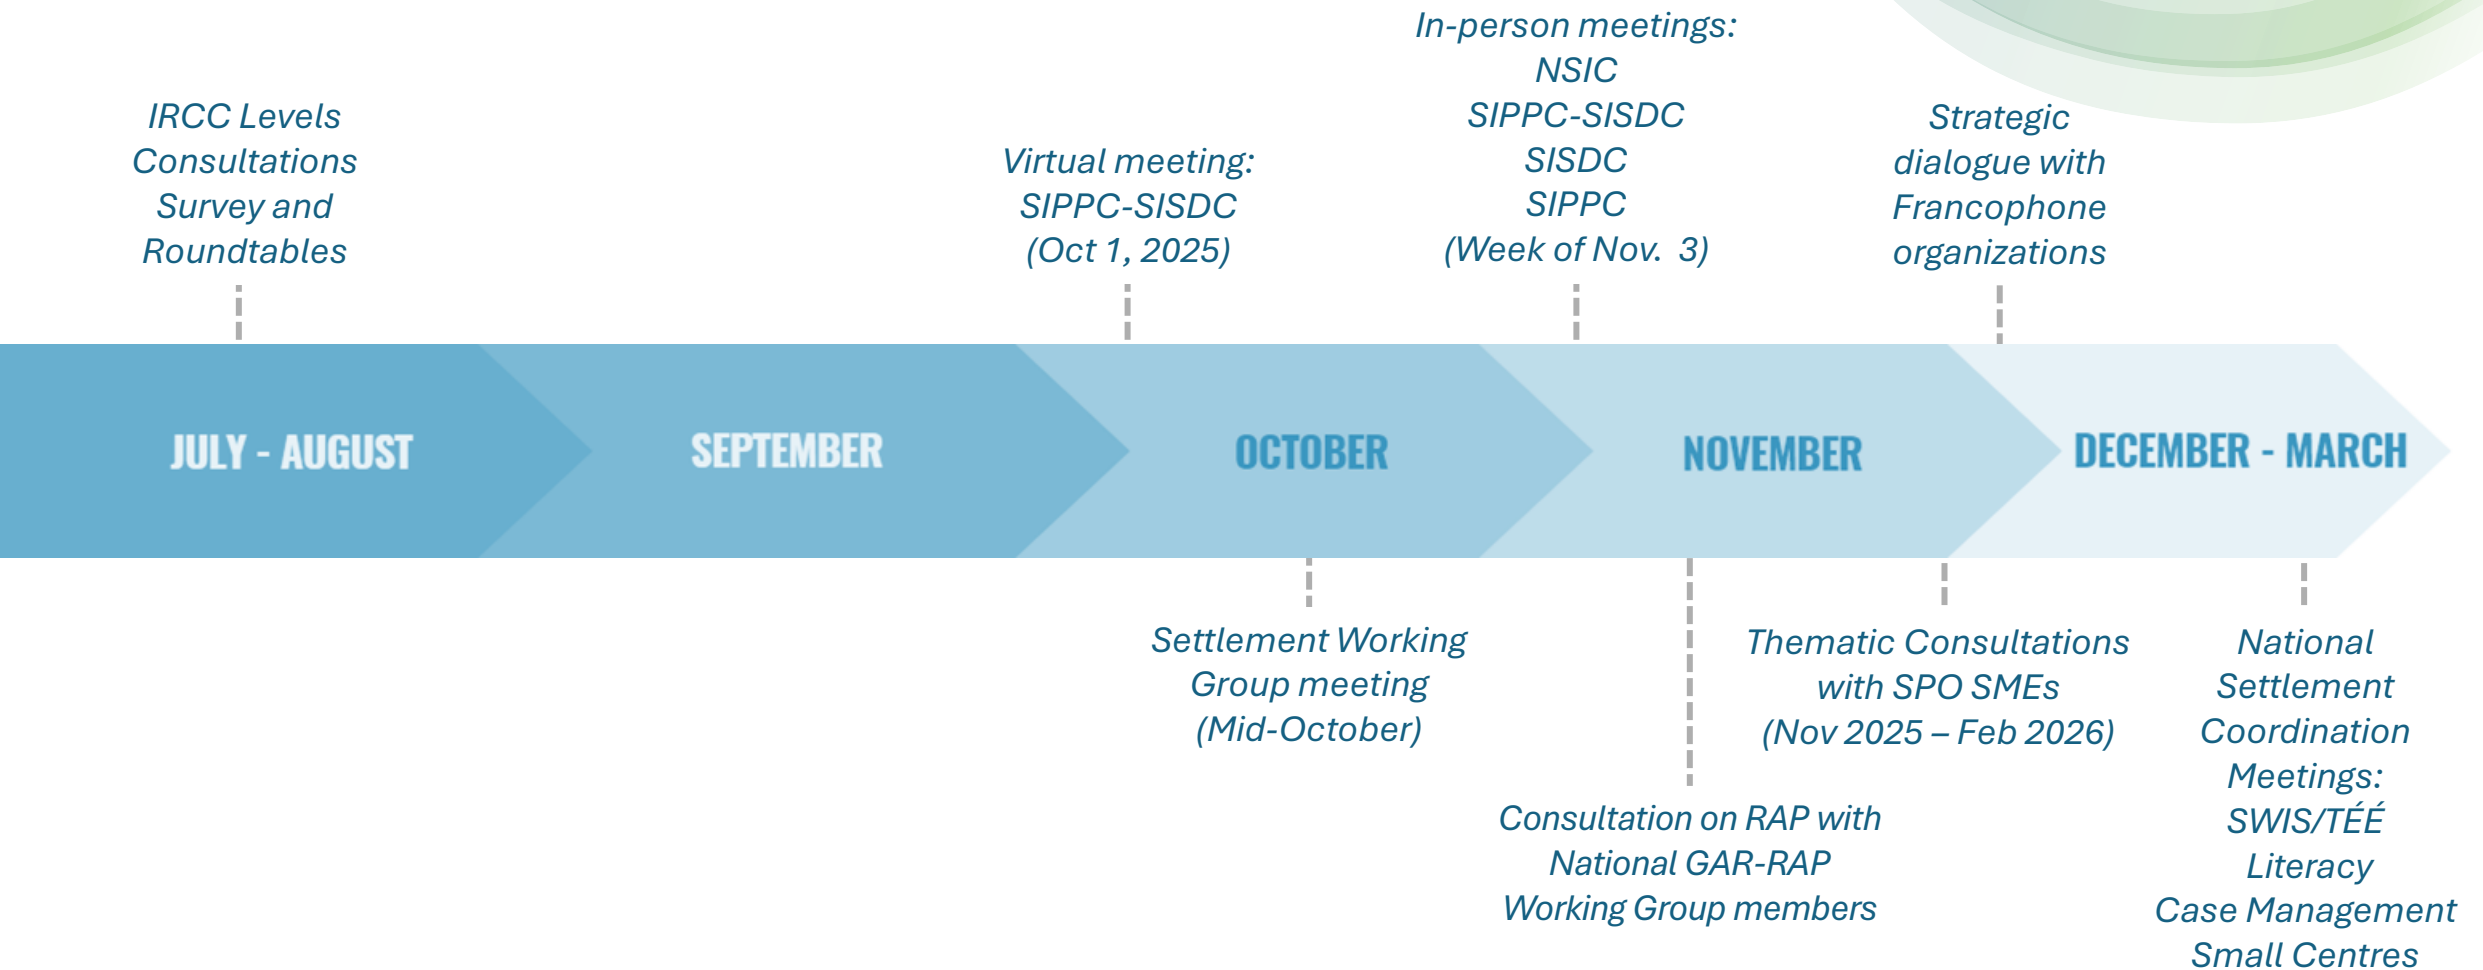 IRCC Levels
Consultations
Survey and
Roundtables
Virtual meeting:
SIPPC-SISDC
(Oct 1, 2025)
In-person meetings:
NSIC
SIPPC-SISDC
SISDC
SIPPC
(Week of Nov. 3)
Strategic
dialogue with
Francophone
organizations
JULY - AUGUST
SEPTEMBER
OCTOBER
NOVEMBER
DECEMBER - MARCH
Settlement Working
Group meeting
(Mid-October)
Consultation on RAP with
National GAR-RAP
Working Group members
Thematic Consultations
with SPO SMEs
(Nov 2025 – Feb 2026)
National
Settlement
Coordination
Meetings:
SWIS/TÉÉ
Literacy
Case Management
Small Centres